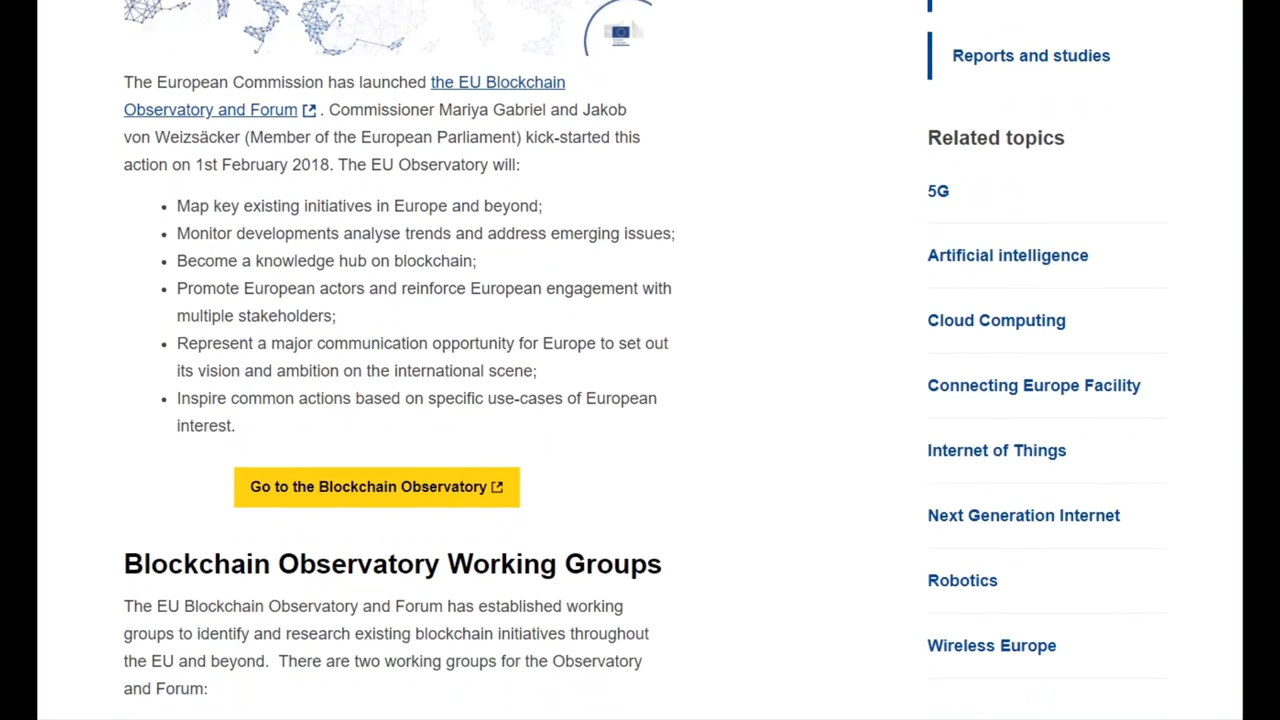 The European Commission has launched the EU Blockchain
Observatory and Forum . Commissioner Mariya Gabriel and Jakob
von Weizsäcker (Member of the European Parliament) kick-started this
action on 1st February 2018. The EU Observatory will:
• Map key existing initiatives in Europe and beyond;
• Monitor developments analyse trends and address emerging issues;
• Become a knowledge hub on blockchain;
• Promote European actors and reinforce European engagement with
multiple stakeholders;
• Represent a major communication opportunity for Europe to set out
its vision and ambition on the international scene;
• Inspire common actions based on specific use-cases of European
interest.
Go to the Blockchain Observatory
Blockchain Observatory Working Groups
The EU Blockchain Observatory and Forum has established working
groups to identify and research existing blockchain initiatives throughout
the EU and beyond.  There are two working groups for the Observatory
and Forum:
Reports and studies
Related topics
5G
Artificial intelligence
Cloud Computing
Connecting Europe Facility
Internet of Things
Next Generation Internet
Robotics
Wireless Europe